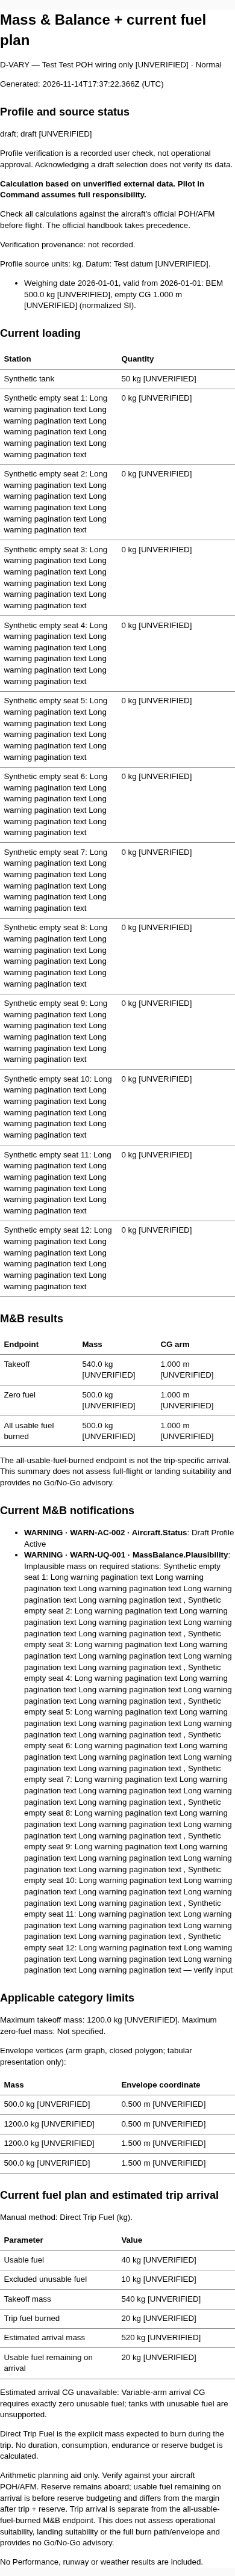 Mass & Balance + current fuel
plan
D-VARY — Test Test POH wiring only [UNVERIFIED] · Normal
Generated: 2026-11-14T17:37:22.366Z (UTC)
Profile and source status
draft; draft [UNVERIFIED]
Profile verification is a recorded user check, not operational
approval. Acknowledging a draft selection does not verify its data.
Calculation based on unverified external data. Pilot in
Command assumes full responsibility.
Check all calculations against the aircraft's official POH/AFM
before flight. The official handbook takes precedence.
Verification provenance: not recorded.
Profile source units: kg. Datum: Test datum [UNVERIFIED].
• Weighing date 2026-01-01, valid from 2026-01-01: BEM
500.0 kg [UNVERIFIED], empty CG 1.000 m
[UNVERIFIED] (normalized SI).
Current loading
Station Quantity
Synthetic tank 50 kg [UNVERIFIED]
Synthetic empty seat 1: Long 0 kg [UNVERIFIED]
warning pagination text Long
warning pagination text Long
warning pagination text Long
warning pagination text Long
warning pagination text
Synthetic empty seat 2: Long 0 kg [UNVERIFIED]
warning pagination text Long
warning pagination text Long
warning pagination text Long
warning pagination text Long
warning pagination text
Synthetic empty seat 3: Long 0 kg [UNVERIFIED]
warning pagination text Long
warning pagination text Long
warning pagination text Long
warning pagination text Long
warning pagination text
Synthetic empty seat 4: Long 0 kg [UNVERIFIED]
warning pagination text Long
warning pagination text Long
warning pagination text Long
warning pagination text Long
warning pagination text
Synthetic empty seat 5: Long 0 kg [UNVERIFIED]
warning pagination text Long
warning pagination text Long
warning pagination text Long
warning pagination text Long
warning pagination text
Synthetic empty seat 6: Long 0 kg [UNVERIFIED]
warning pagination text Long
warning pagination text Long
warning pagination text Long
warning pagination text Long
warning pagination text
Synthetic empty seat 7: Long 0 kg [UNVERIFIED]
warning pagination text Long
warning pagination text Long
warning pagination text Long
warning pagination text Long
warning pagination text
Synthetic empty seat 8: Long 0 kg [UNVERIFIED]
warning pagination text Long
warning pagination text Long
warning pagination text Long
warning pagination text Long
warning pagination text
Synthetic empty seat 9: Long 0 kg [UNVERIFIED]
warning pagination text Long
warning pagination text Long
warning pagination text Long
warning pagination text Long
warning pagination text
Synthetic empty seat 10: Long 0 kg [UNVERIFIED]
warning pagination text Long
warning pagination text Long
warning pagination text Long
warning pagination text Long
warning pagination text
Synthetic empty seat 11: Long 0 kg [UNVERIFIED]
warning pagination text Long
warning pagination text Long
warning pagination text Long
warning pagination text Long
warning pagination text
Synthetic empty seat 12: Long 0 kg [UNVERIFIED]
warning pagination text Long
warning pagination text Long
warning pagination text Long
warning pagination text Long
warning pagination text
M&B results
Endpoint Mass CG arm
Takeoff 540.0 kg 1.000 m
[UNVERIFIED] [UNVERIFIED]
Zero fuel 500.0 kg 1.000 m
[UNVERIFIED] [UNVERIFIED]
All usable fuel 500.0 kg 1.000 m
burned [UNVERIFIED] [UNVERIFIED]
The all-usable-fuel-burned endpoint is not the trip-specific arrival.
This summary does not assess full-flight or landing suitability and
provides no Go/No-Go advisory.
Current M&B notifications
• WARNING · WARN-AC-002 · Aircraft.Status: Draft Profile
Active
• WARNING · WARN-UQ-001 · MassBalance.Plausibility:
Implausible mass on required stations: Synthetic empty
seat 1: Long warning pagination text Long warning
pagination text Long warning pagination text Long warning
pagination text Long warning pagination text , Synthetic
empty seat 2: Long warning pagination text Long warning
pagination text Long warning pagination text Long warning
pagination text Long warning pagination text , Synthetic
empty seat 3: Long warning pagination text Long warning
pagination text Long warning pagination text Long warning
pagination text Long warning pagination text , Synthetic
empty seat 4: Long warning pagination text Long warning
pagination text Long warning pagination text Long warning
pagination text Long warning pagination text , Synthetic
empty seat 5: Long warning pagination text Long warning
pagination text Long warning pagination text Long warning
pagination text Long warning pagination text , Synthetic
empty seat 6: Long warning pagination text Long warning
pagination text Long warning pagination text Long warning
pagination text Long warning pagination text , Synthetic
empty seat 7: Long warning pagination text Long warning
pagination text Long warning pagination text Long warning
pagination text Long warning pagination text , Synthetic
empty seat 8: Long warning pagination text Long warning
pagination text Long warning pagination text Long warning
pagination text Long warning pagination text , Synthetic
empty seat 9: Long warning pagination text Long warning
pagination text Long warning pagination text Long warning
pagination text Long warning pagination text , Synthetic
empty seat 10: Long warning pagination text Long warning
pagination text Long warning pagination text Long warning
pagination text Long warning pagination text , Synthetic
empty seat 11: Long warning pagination text Long warning
pagination text Long warning pagination text Long warning
pagination text Long warning pagination text , Synthetic
empty seat 12: Long warning pagination text Long warning
pagination text Long warning pagination text Long warning
pagination text Long warning pagination text — verify input
Applicable category limits
Maximum takeoff mass: 1200.0 kg [UNVERIFIED]. Maximum
zero-fuel mass: Not specified.
Envelope vertices (arm graph, closed polygon; tabular
presentation only):
Mass Envelope coordinate
500.0 kg [UNVERIFIED] 0.500 m [UNVERIFIED]
1200.0 kg [UNVERIFIED] 0.500 m [UNVERIFIED]
1200.0 kg [UNVERIFIED] 1.500 m [UNVERIFIED]
500.0 kg [UNVERIFIED] 1.500 m [UNVERIFIED]
Current fuel plan and estimated trip arrival
Manual method: Direct Trip Fuel (kg).
Parameter Value
Usable fuel 40 kg [UNVERIFIED]
Excluded unusable fuel 10 kg [UNVERIFIED]
Takeoff mass 540 kg [UNVERIFIED]
Trip fuel burned 20 kg [UNVERIFIED]
Estimated arrival mass 520 kg [UNVERIFIED]
Usable fuel remaining on 20 kg [UNVERIFIED]
arrival
Estimated arrival CG unavailable: Variable-arm arrival CG
requires exactly zero unusable fuel; tanks with unusable fuel are
unsupported.
Direct Trip Fuel is the explicit mass expected to burn during the
trip. No duration, consumption, endurance or reserve budget is
calculated.
Arithmetic planning aid only. Verify against your aircraft
POH/AFM. Reserve remains aboard; usable fuel remaining on
arrival is before reserve budgeting and differs from the margin
after trip + reserve. Trip arrival is separate from the all-usable-
fuel-burned M&B endpoint. This does not assess operational
suitability, landing suitability or the full burn path/envelope and
provides no Go/No-Go advisory.
No Performance, runway or weather results are included.